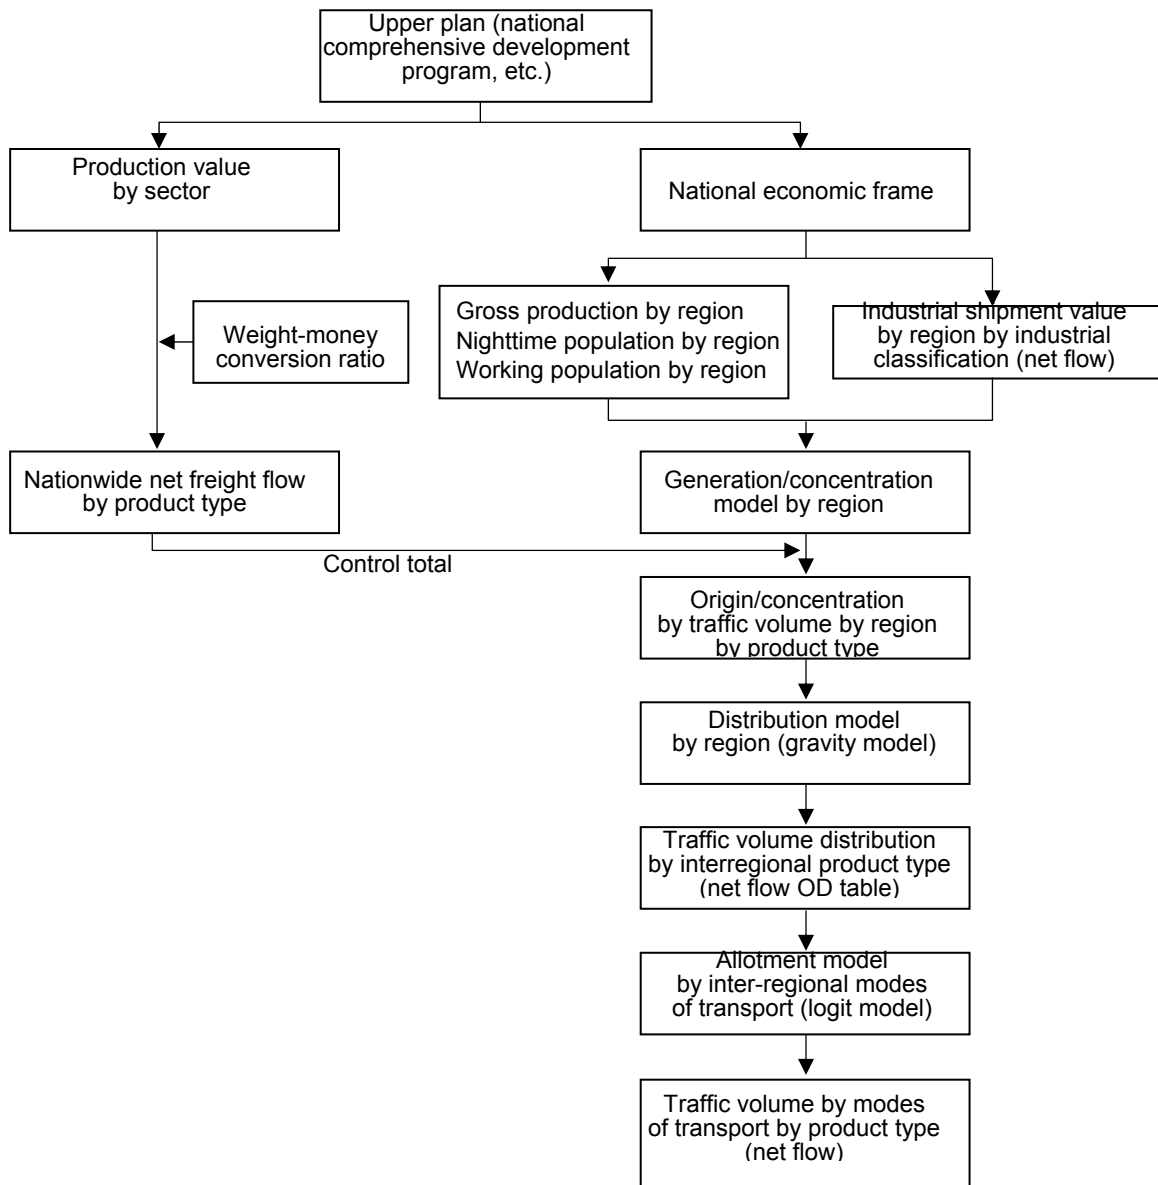 Upper plan (national
comprehensive development
program, etc.)
Production value
by sector
National economic frame
Weight-money
conversion ratio
Gross production by region
Nighttime population by region
Working population by region
Industrial shipment value
by region by industrial
classification (net flow)
Nationwide net freight flow
by product type
Generation/concentration
model by region
Control total
Origin/concentration
by traffic volume by region
by product type
Distribution model
by region (gravity model)
Traffic volume distribution
by interregional product type
(net flow OD table)
Allotment model
by inter-regional modes
of transport (logit model)
Traffic volume by modes
of transport by product type
(net flow)